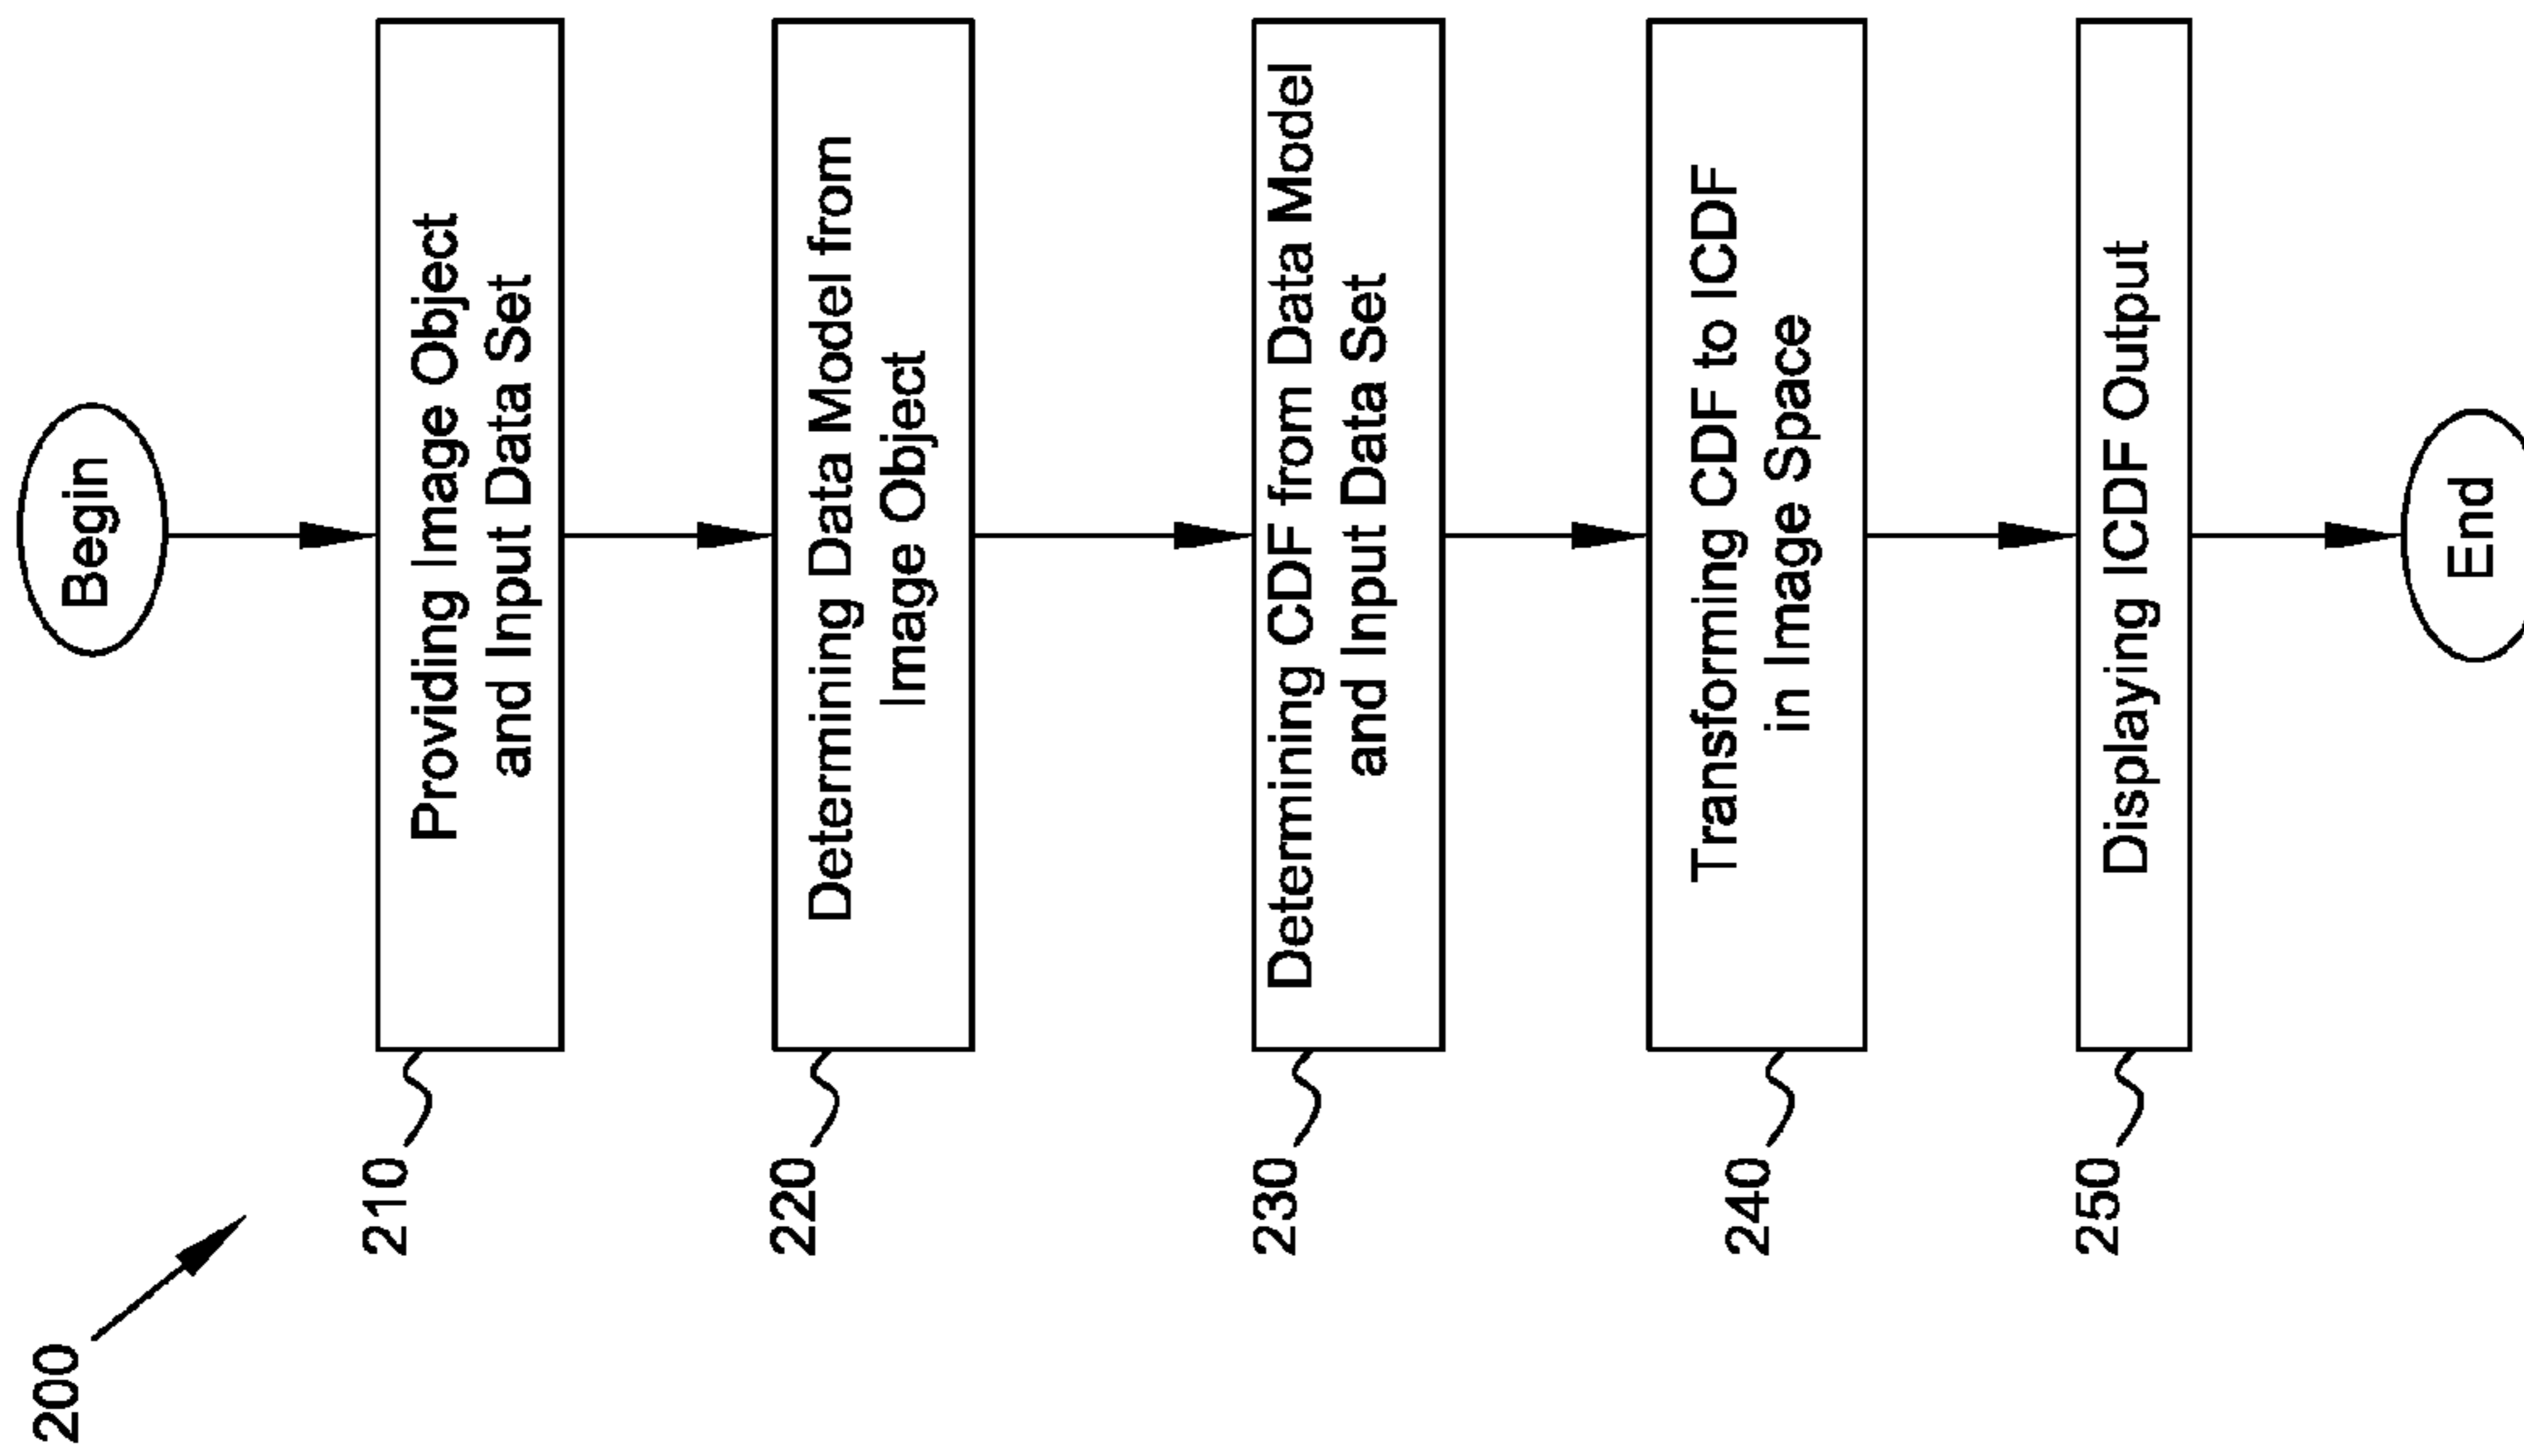 200
Begin
210
Providing Image Object
and Input Data Set
220
Determining Data Model from
Image Object
230
Determining CDF from Data Model
and Input Data Set
240
Transforming CDF to ICDF
in Image Space
250
Displaying ICDF Output
End